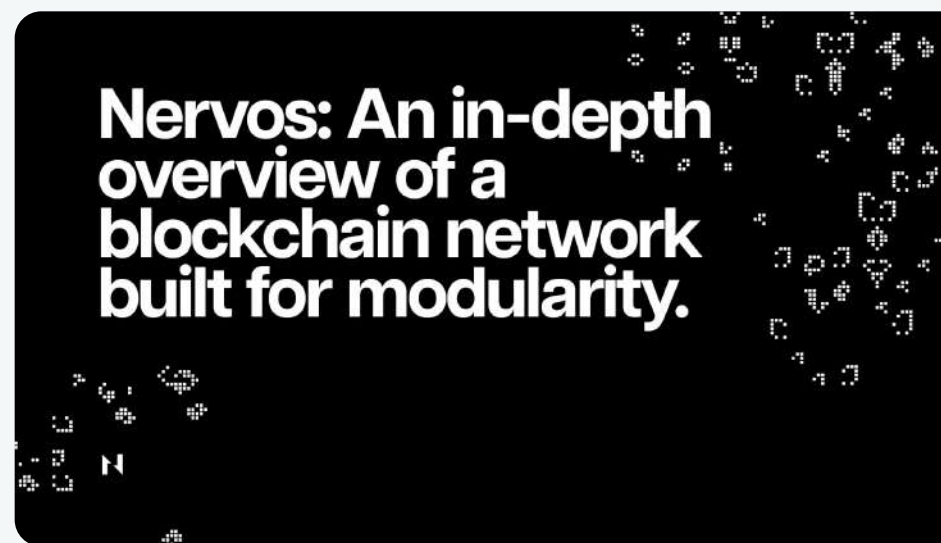 Nervos: An in-depth
overview of a
blockchain network
built for modularity.